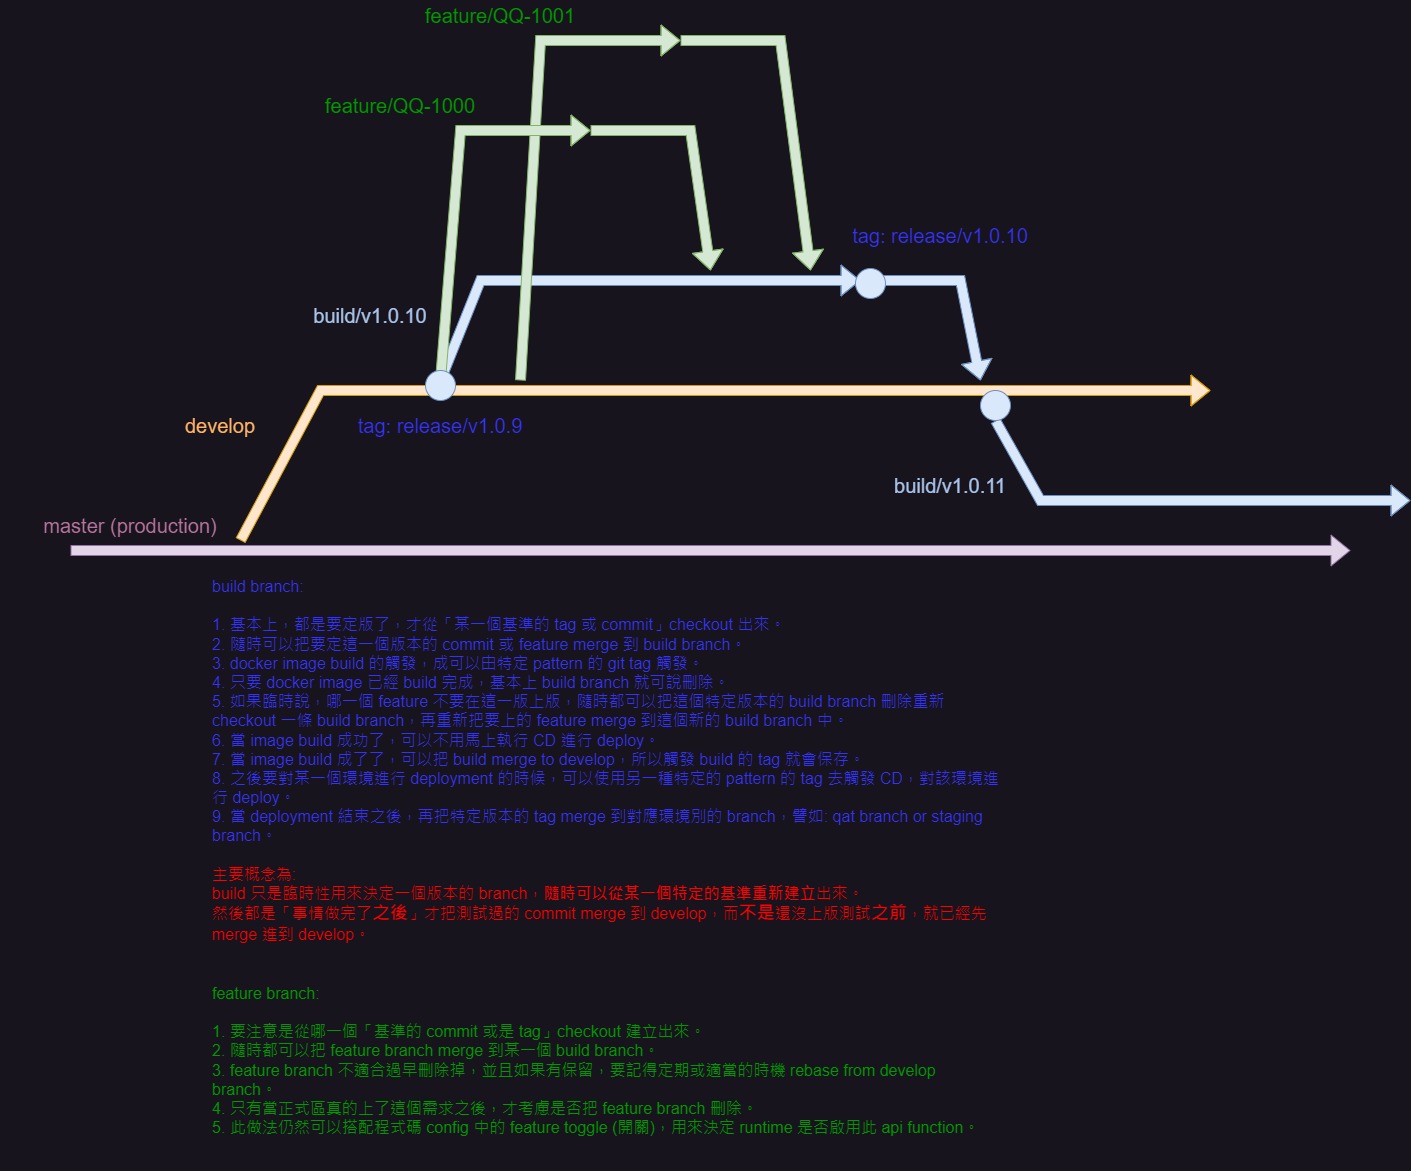 feature/QQ-1001
feature/QQ-1000
tag: release/v1.0.10
build/v1.0.10
develop
tag: release/v1.0.9
build/v1.0.11
master (production)
build branch:
1. 基本上，都是要定版了，才從「某一個基準的 tag 或 commit」checkout 出來。
2. 隨時可以把要定這一個版本的 commit 或 feature merge 到 build branch。
3. docker image build 的觸發，成可以由特定 pattern 的 git tag 觸發。
4. 只要 docker image 已經 build 完成，基本上 build branch 就可說刪除。
5. 如果臨時說，哪一個 feature 不要在這一版上版，隨時都可以把這個特定版本的 build branch 刪除重新
checkout 一條 build branch，再重新把要上的 feature merge 到這個新的 build branch 中。
6. 當 image build 成功了，可以不用馬上執行 CD 進行 deploy。
7. 當 image build 成了了，可以把 build merge to develop，所以觸發 build 的 tag 就會保存。
8. 之後要對某一個環境進行 deployment 的時候，可以使用另一種特定的 pattern 的 tag 去觸發 CD，對該環境進
行 deploy。
9. 當 deployment 結束之後，再把特定版本的 tag merge 到對應環境別的 branch，譬如: qat branch or staging
branch。
主要概念為:
build 只是臨時性用來決定一個版本的 branch，隨時可以從某一個特定的基準重新建立出來。
然後都是「事情做完了之後」才把測試過的 commit merge 到 develop，而不是還沒上版測試之前，就已經先
merge 進到 develop。
feature branch:
1. 要注意是從哪一個「基準的 commit 或是 tag」checkout 建立出來。
2. 隨時都可以把 feature branch merge 到某一個 build branch。
3. feature branch 不適合過早刪除掉，並且如果有保留，要記得定期或適當的時機 rebase from develop
branch。
4. 只有當正式區真的上了這個需求之後，才考慮是否把 feature branch 刪除。
5. 此做法仍然可以搭配程式碼 config 中的 feature toggle (開關)，用來決定 runtime 是否啟用此 api function。